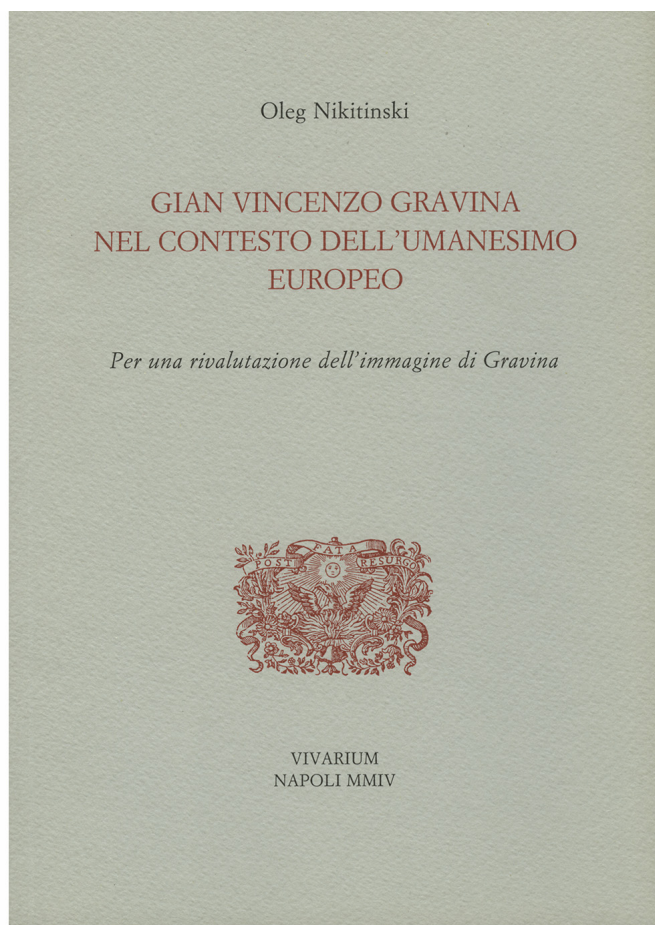 Oleg Nikitinski
GIAN VINCENZO GRAVINA
NEL CONTESTO DELL'UMANESIMO
EUROPEO
Per una rivalutazione dell'immagine di Gravina
POST FATA RESURGO
VIVARIUM
NAPOLI MMIV